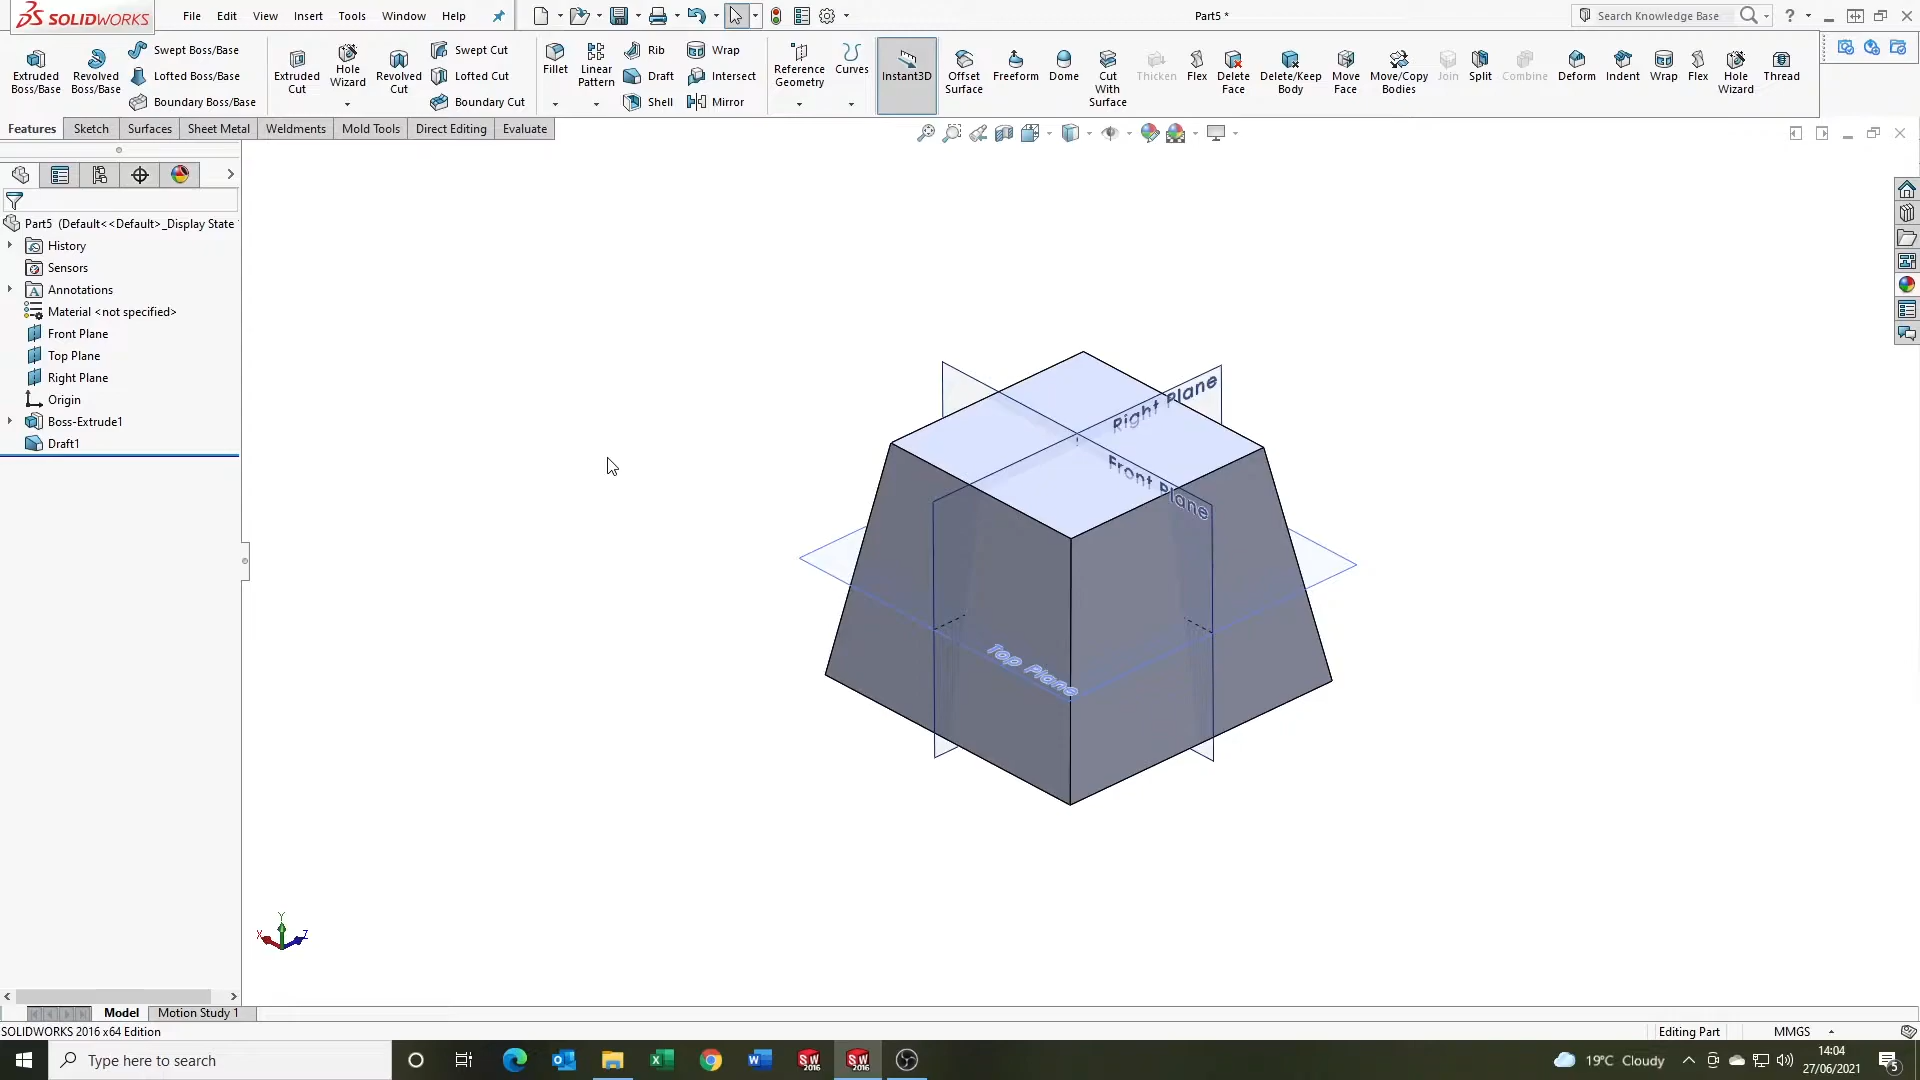 SOLIDWORKS File Edit View Insert Tools Window Help Part5 * Search Knowledge Base ?
Extruded Boss/Base Revolved Boss/Base Swept Boss/Base Lofted Boss/Base Boundary Boss/Base Extruded Cut Hole Wizard Revolved Cut Swept Cut Lofted Cut Boundary Cut Fillet Linear Pattern Rib Draft Shell Wrap Intersect Mirror Reference Geometry Curves Instant3D Offset Surface Freeform Dome Cut With Surface Thicken Flex Delete Face Delete/Keep Body Move Face Move/Copy Bodies Join Split Combine Deform Indent Wrap Flex Hole Wizard Thread
Features Sketch Surfaces Sheet Metal Weldments Mold Tools Direct Editing Evaluate
Part5 (Default<<Default>_Display State
History
Sensors
Annotations
Material <not specified>
Front Plane
Top Plane
Right Plane
Origin
Boss-Extrude1
Draft1
Right Plane
Front Plane
Top Plane
Y
X Z
Model Motion Study 1
SOLIDWORKS 2016 x64 Edition Editing Part MMGS
Type here to search 19°C Cloudy 14:04
27/06/2021 5